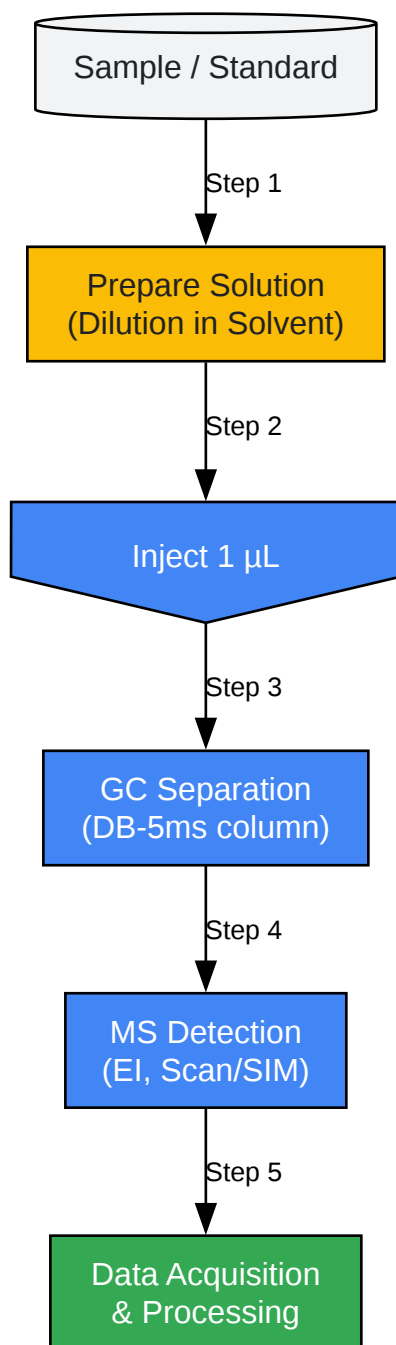 Sample / Standard
Step 1
Prepare Solution
(Dilution in Solvent)
Step 2
Inject 1 µL
Step 3
GC Separation
(DB-5ms column)
Step 4
MS Detection
(EI, Scan/SIM)
Step 5
Data Acquisition
& Processing